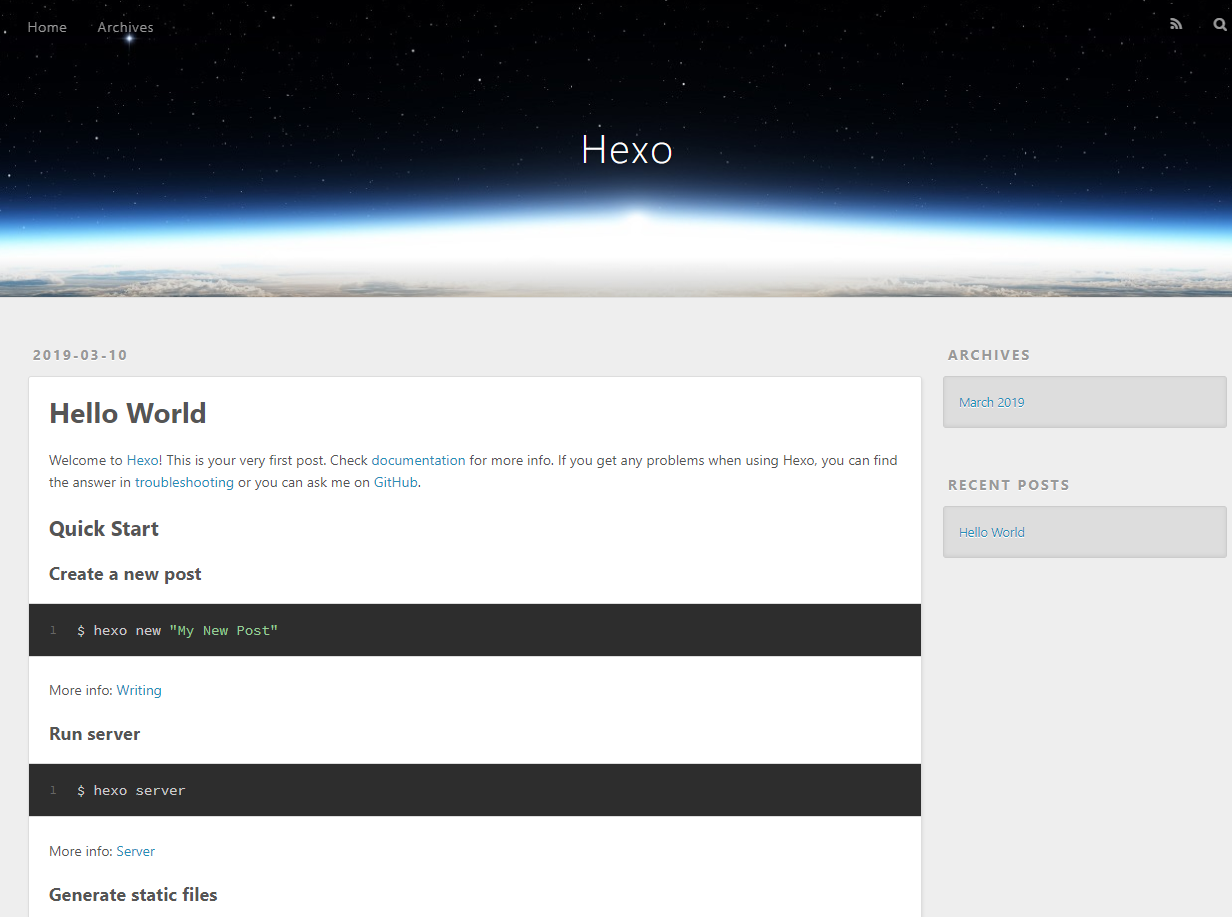 Home Archives
Hexo
2019-03-10
Hello World
Welcome to Hexo! This is your very first post. Check documentation for more info. If you get any problems when using Hexo, you can find
the answer in troubleshooting or you can ask me on GitHub.
Quick Start
Create a new post
1 $ hexo new "My New Post"
More info: Writing
Run server
1 $ hexo server
More info: Server
Generate static files
ARCHIVES
March 2019
RECENT POSTS
Hello World